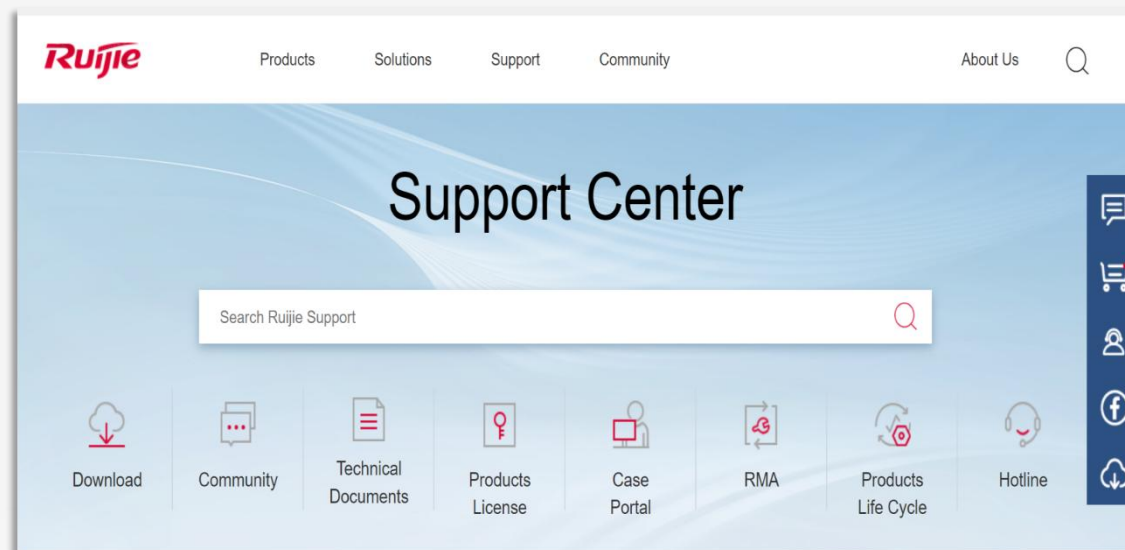 Ruijie
Products Solutions Support Community About Us
Support Center
Search Ruijie Support
Download
Community
Technical
Documents
Products
License
Case
Portal
RMA
Products
Life Cycle
Hotline